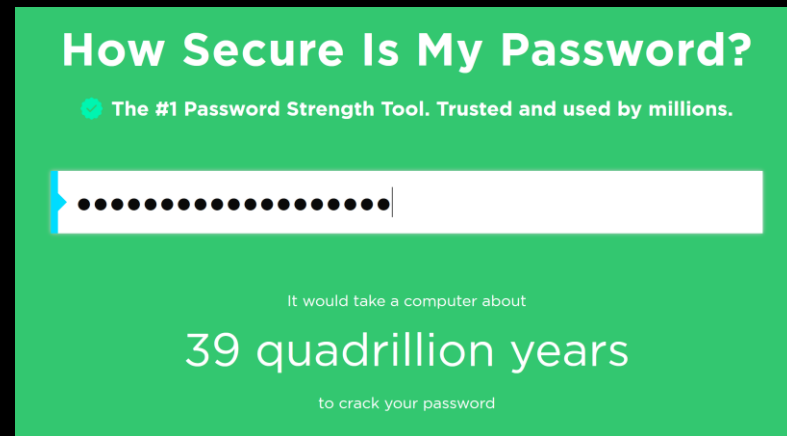 How Secure Is My Password?
The #1 Password Strength Tool. Trusted and used by millions.
●●●●●●●●●●●●●●●●●●●
It would take a computer about
39 quadrillion years
to crack your password